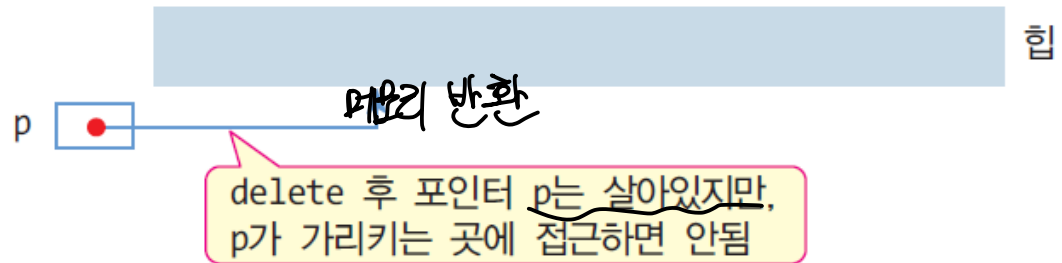 힙
메모리 반환
p
delete 후 포인터 p는 살아있지만,
p가 가리키는 곳에 접근하면 안됨